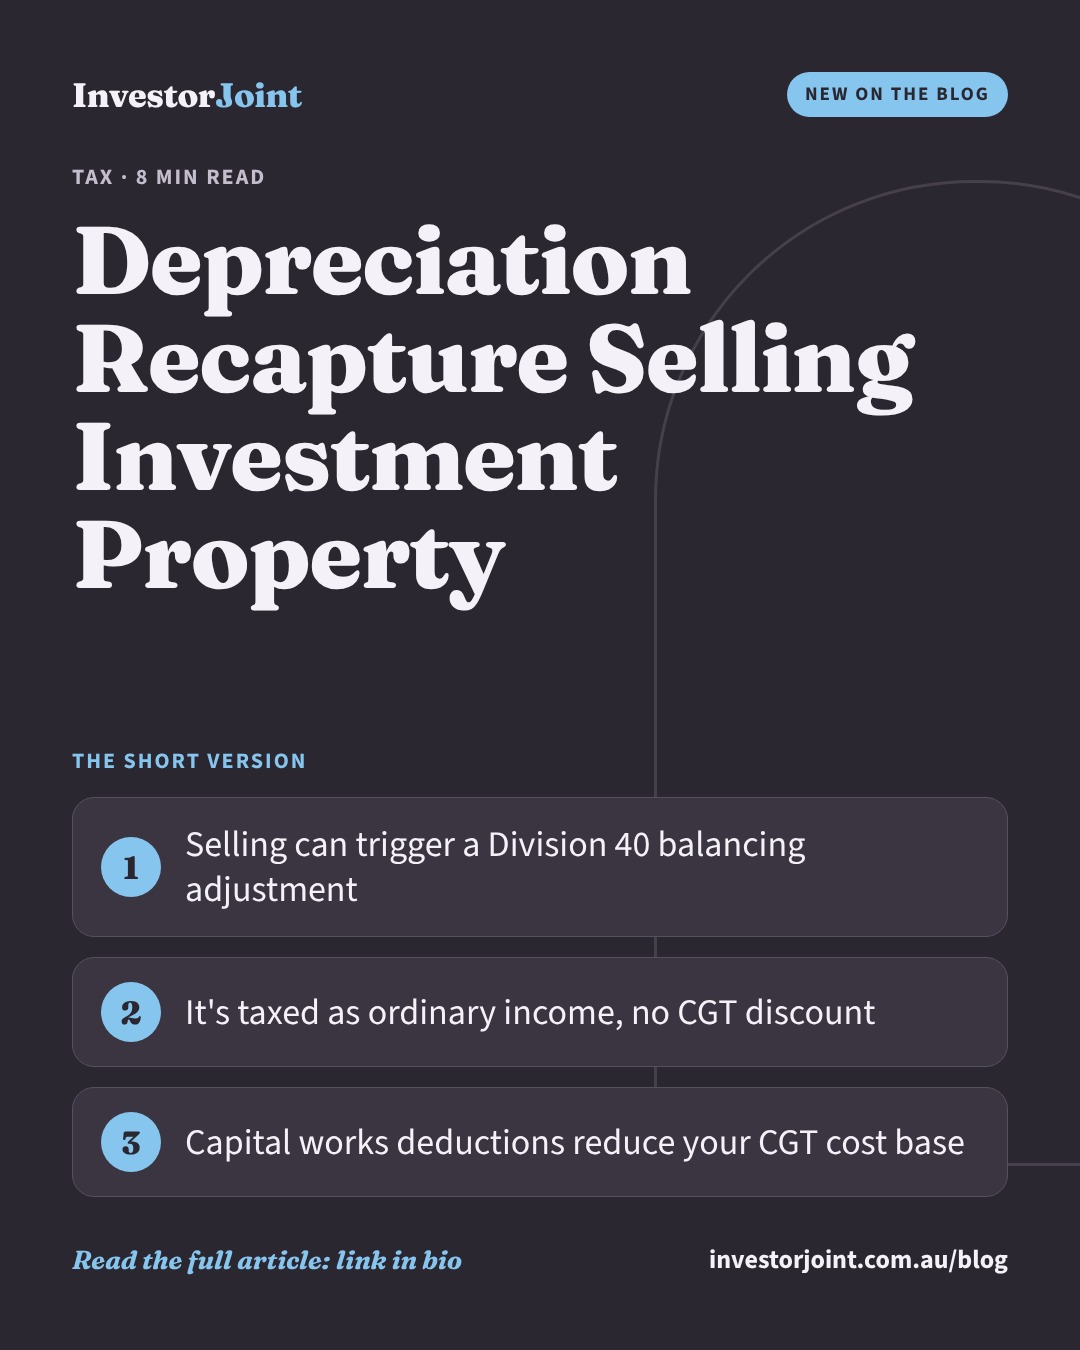 InvestorJoint
NEW ON THE BLOG
TAX · 8 MIN READ
Depreciation
Recapture Selling
Investment
Property
THE SHORT VERSION
1
Selling can trigger a Division 40 balancing
adjustment
2
It's taxed as ordinary income, no CGT discount
3
Capital works deductions reduce your CGT cost base
Read the full article: link in bio
investorjoint.com.au/blog